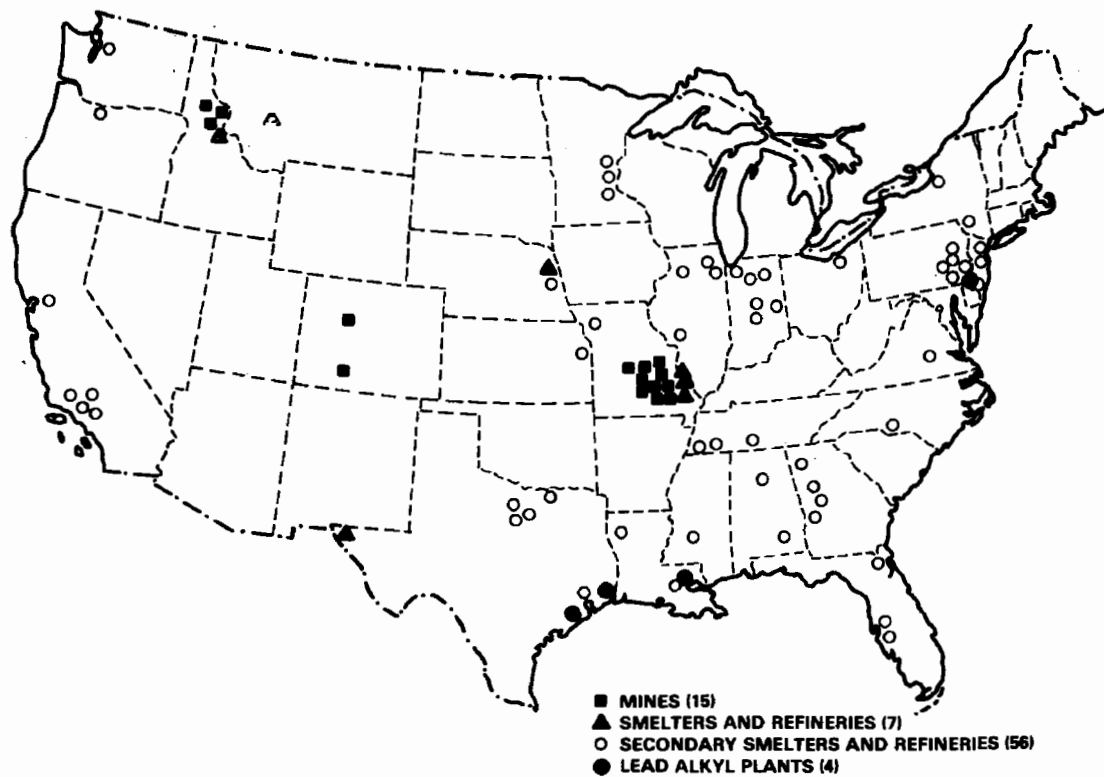 ■ MINES (15)
▲ SMELTERS AND REFINERIES (7)
○ SECONDARY SMELTERS AND REFINERIES (56)
● LEAD ALKYL PLANTS (4)